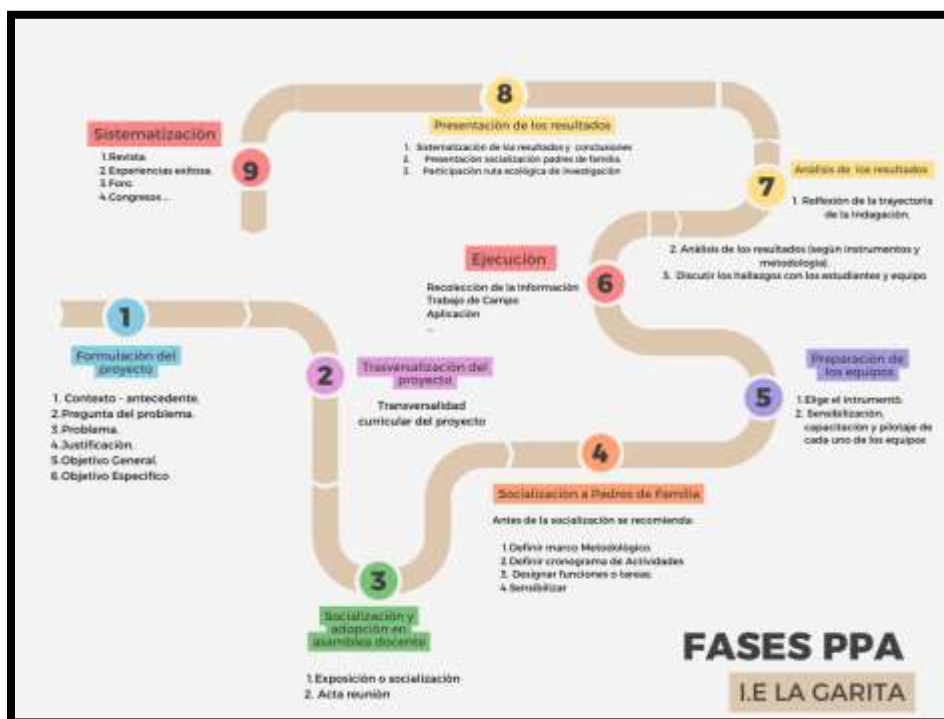 1
Formulación del
proyecto
1. Contexto - antecedente.
2. Pregunta del problema.
3. Problema.
4. Justificación.
5. Objetivo General.
6. Objetivo Especifico
2
Trasversalización del
proyecto
Transversalidad
curricular del proyecto
3
Socialización y
adopción en
asamblea docente
1. Exposición o socialización
2. Acta reunión
4
Socialización a Padres de Familia
Antes de la socialización se recomienda:
1. Definir marco Metodológico.
2. Definir cronograma de Actividades
3. Designar funciones o tareas.
4. Sensibilizar
5
Preparación de
los equipos
1. Elige el intrumentó.
2. Sensibilización,
capacitacion y pilotaje de
cada uno de los equipos
6
Ejecución
Recolección de la información
Trabajo de Campo
Aplicación
...
7
Análisis de los resultados
1. Reflexión de la trayectoria
de la Indagación,
2. Análisis de los resultados (según instrumentos y
metodología).
3. Discutir los hallazgos con los estudiantes y equipo
8
Presentación de los resultados
1. Sistematización de los resultados y conclusiones
2. Presentación socialización padres de familia.
3. Participación ruta ecológica de investigación
9
Sistematización
1. Revista.
2. Experiencias exitosa.
3. Foro.
4. Congresos ...
FASES PPA
I.E LA GARITA